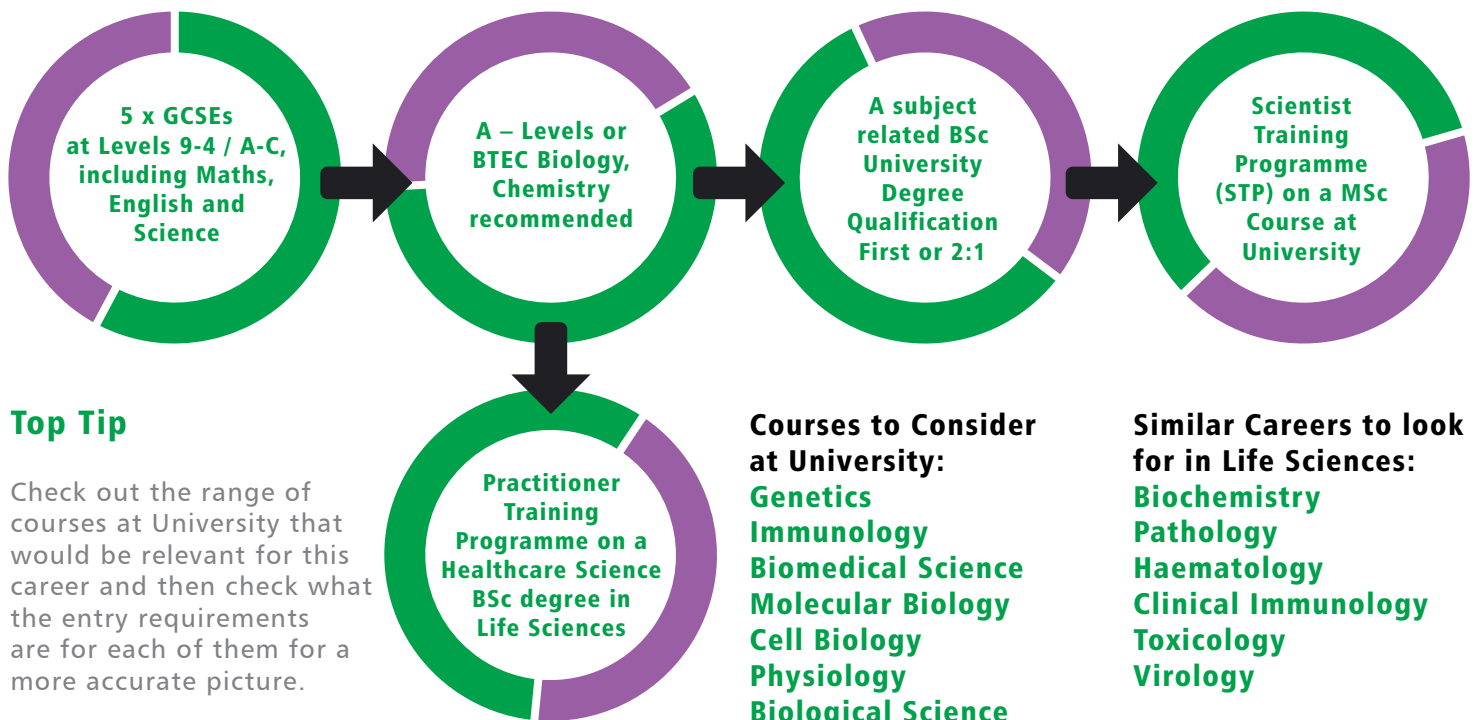 5 x GCSEs
at Levels 9-4 / A-C,
including Maths,
English and
Science
A – Levels or
BTEC Biology,
Chemistry
recommended
A subject
related BSc
University
Degree
Qualification
First or 2:1
Scientist
Training
Programme
(STP) on a MSc
Course at
University
Practitioner
Training
Programme on a
Healthcare Science
BSc degree in
Life Sciences
Top Tip
Check out the range of
courses at University that
would be relevant for this
career and then check what
the entry requirements
are for each of them for a
more accurate picture.
Courses to Consider
at University:
Genetics
Immunology
Biomedical Science
Molecular Biology
Cell Biology
Physiology
Biological Science
Similar Careers to look
for in Life Sciences:
Biochemistry
Pathology
Haematology
Clinical Immunology
Toxicology
Virology